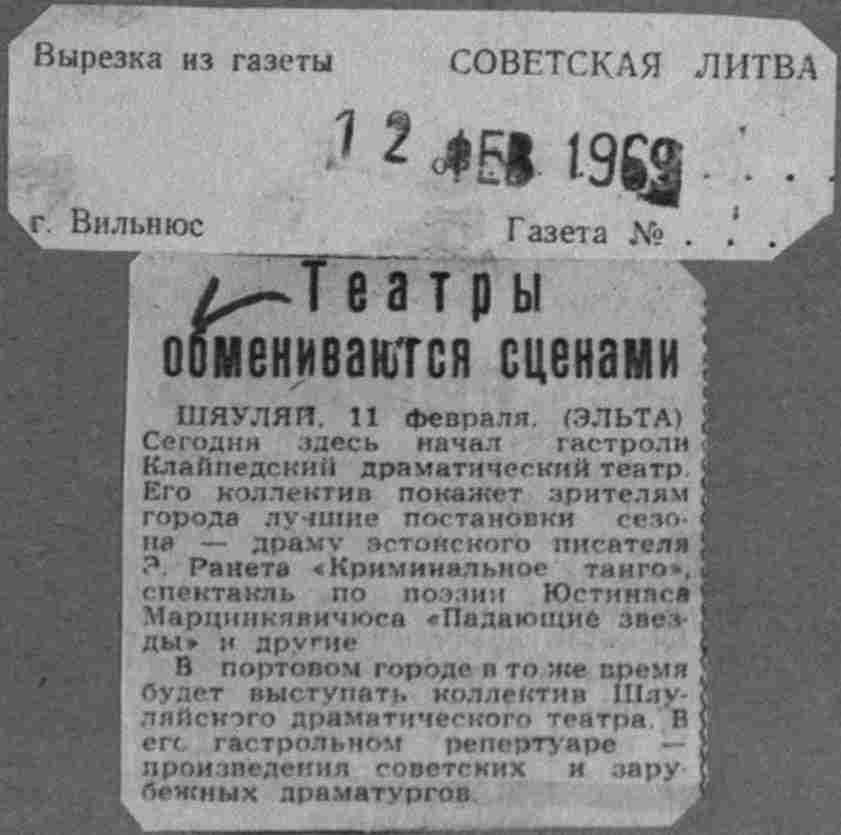 Вырезка из газеты СОВЕТСКАЯ ЛИТВА
12 ФЕВ 1969 . . . .
г. Вильнюс Газета № . . .
Театры
обмениваются сценами
ШЯУЛЯЙ, 11 февраля. (ЭЛЬТА)
Сегодня здесь начал гастроли
Клайпедский драматический театр.
Его коллектив покажет зрителям
города лучшие постановки сезо-
на — драму эстонского писателя
Э. Ранета «Криминальное танго»,
спектакль по поэзии Юстинаса
Марцинкявичюса «Падающие звез-
ды» и другие
В портовом городе в то же время
будет выступать коллектив Шяу-
ляйского драматического театра. В
его гастрольном репертуаре —
произведения советских и зару-
бежных драматургов.